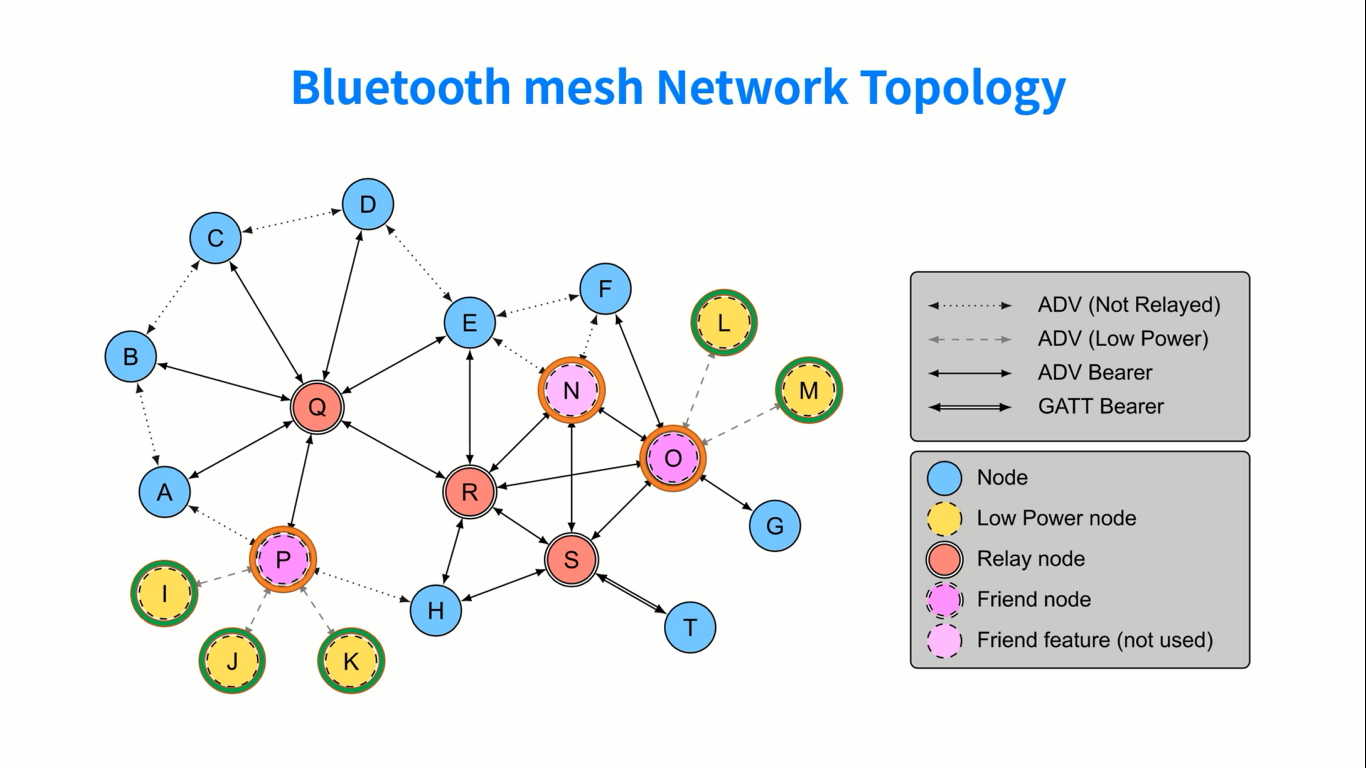 Bluetooth mesh Network Topology
D
C
F
L
E
B
M
N
Q
O
A
R
G
P
S
I
H
T
J
K
ADV (Not Relayed)
ADV (Low Power)
ADV Bearer
GATT Bearer
Node
Low Power node
Relay node
Friend node
Friend feature (not used)